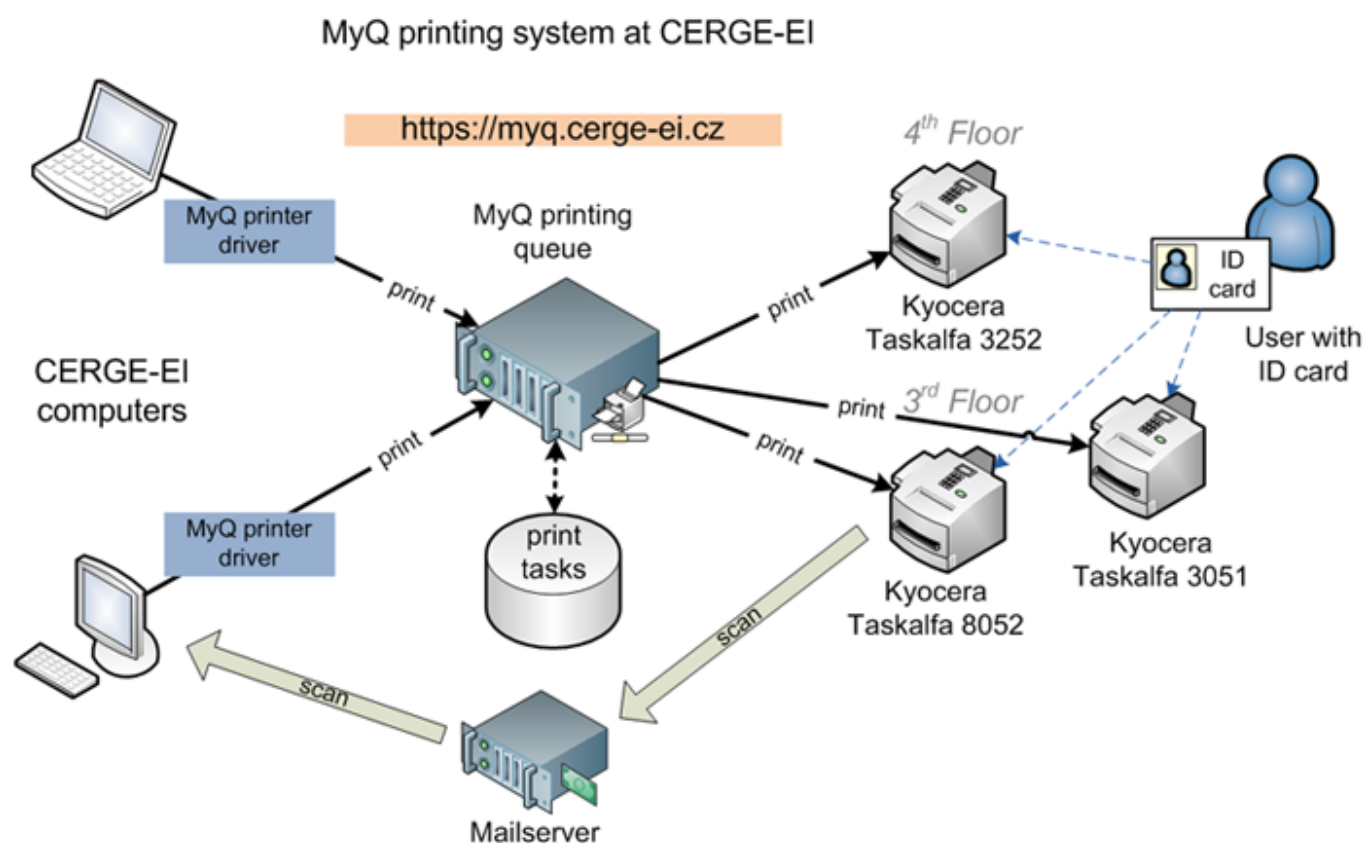 MyQ printing system at CERGE-EI
https://myq.cerge-ei.cz
4th Floor
MyQ printer
driver
MyQ printing
queue
ID
card
print
print
Kyocera
Taskalfa 3252
User with
ID card
CERGE-EI
computers
print
3rd Floor
print
print
MyQ printer
driver
print
tasks
Kyocera
Taskalfa 3051
Kyocera
Taskalfa 8052
scan
scan
Mailserver